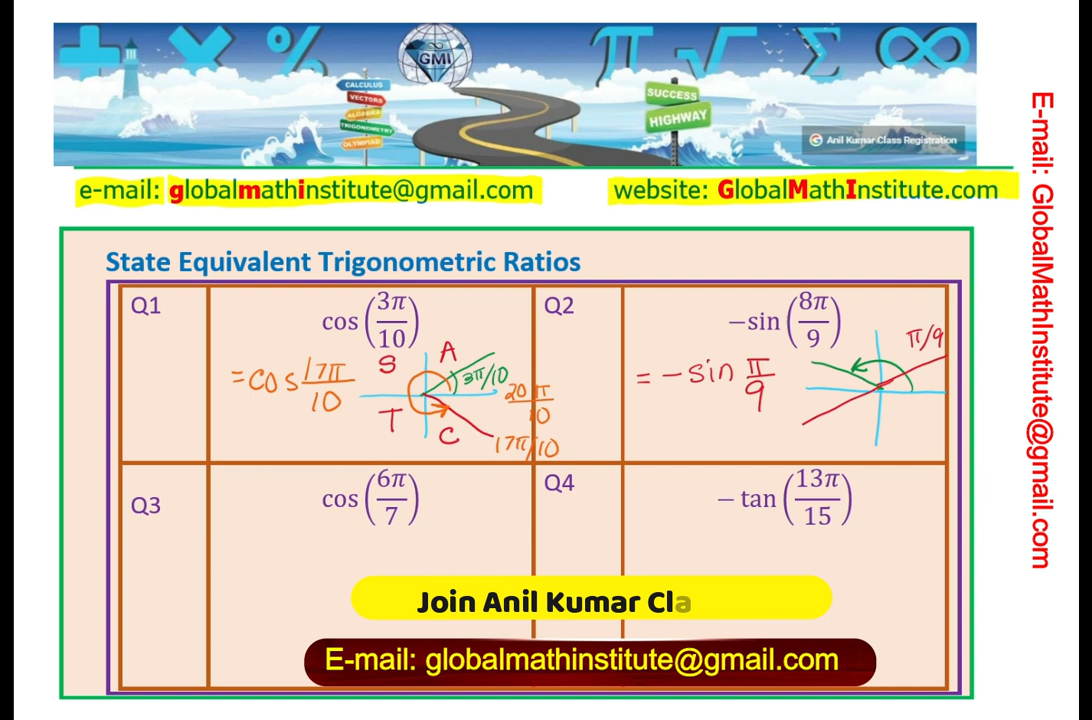 GMI
CALCULUS
VECTORS
ALGEBRA
TRIGONOMETRY
OLYMPIAD
SUCCESS
HIGHWAY
Anil Kumar Class Registration
e-mail: globalmathinstitute@gmail.com
website: GlobalMathInstitute.com
E-mail: GlobalMathInstitute@gmail.com
State Equivalent Trigonometric Ratios
Q1
cos(3π/10)
= cos 17π/10
S A
T C
3π/10
20π/10
17π/10
Q2
−sin(8π/9)
= −sin π/9
π/9
Q3
cos(6π/7)
Q4
− tan(13π/15)
Join Anil Kumar Cla
E-mail: globalmathinstitute@gmail.com